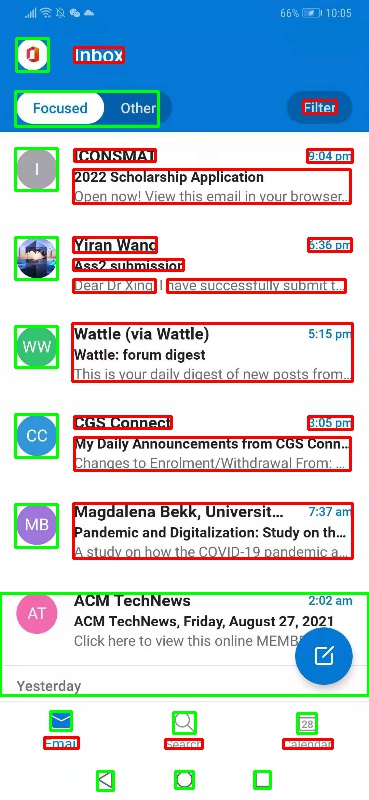 66% 10:05
Inbox
Focused Other Filter
I ICONSMAT 9:04 pm
2022 Scholarship Application
Open now! View this email in your browser...
Yiran Wang 6:36 pm
Ass2 submission
Dear Dr Xing, I have successfully submit t...
WW Wattle (via Wattle) 5:15 pm
Wattle: forum digest
This is your daily digest of new posts from...
CC CGS Connect 3:05 pm
My Daily Announcements from CGS Conn...
Changes to Enrolment/Withdrawal From: ...
MB Magdalena Bekk, Universit... 7:37 am
Pandemic and Digitalization: Study on th...
A study on how the COVID-19 pandemic a...
AT ACM TechNews 2:02 am
ACM TechNews, Friday, August 27, 2021
Click here to view this online MEMBE
Yesterday
28
Email Search Calendar